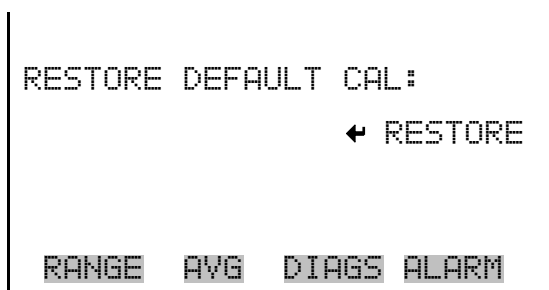 RESTORE DEFAULT CAL:
↵ RESTORE
RANGE AVG DIAGS ALARM